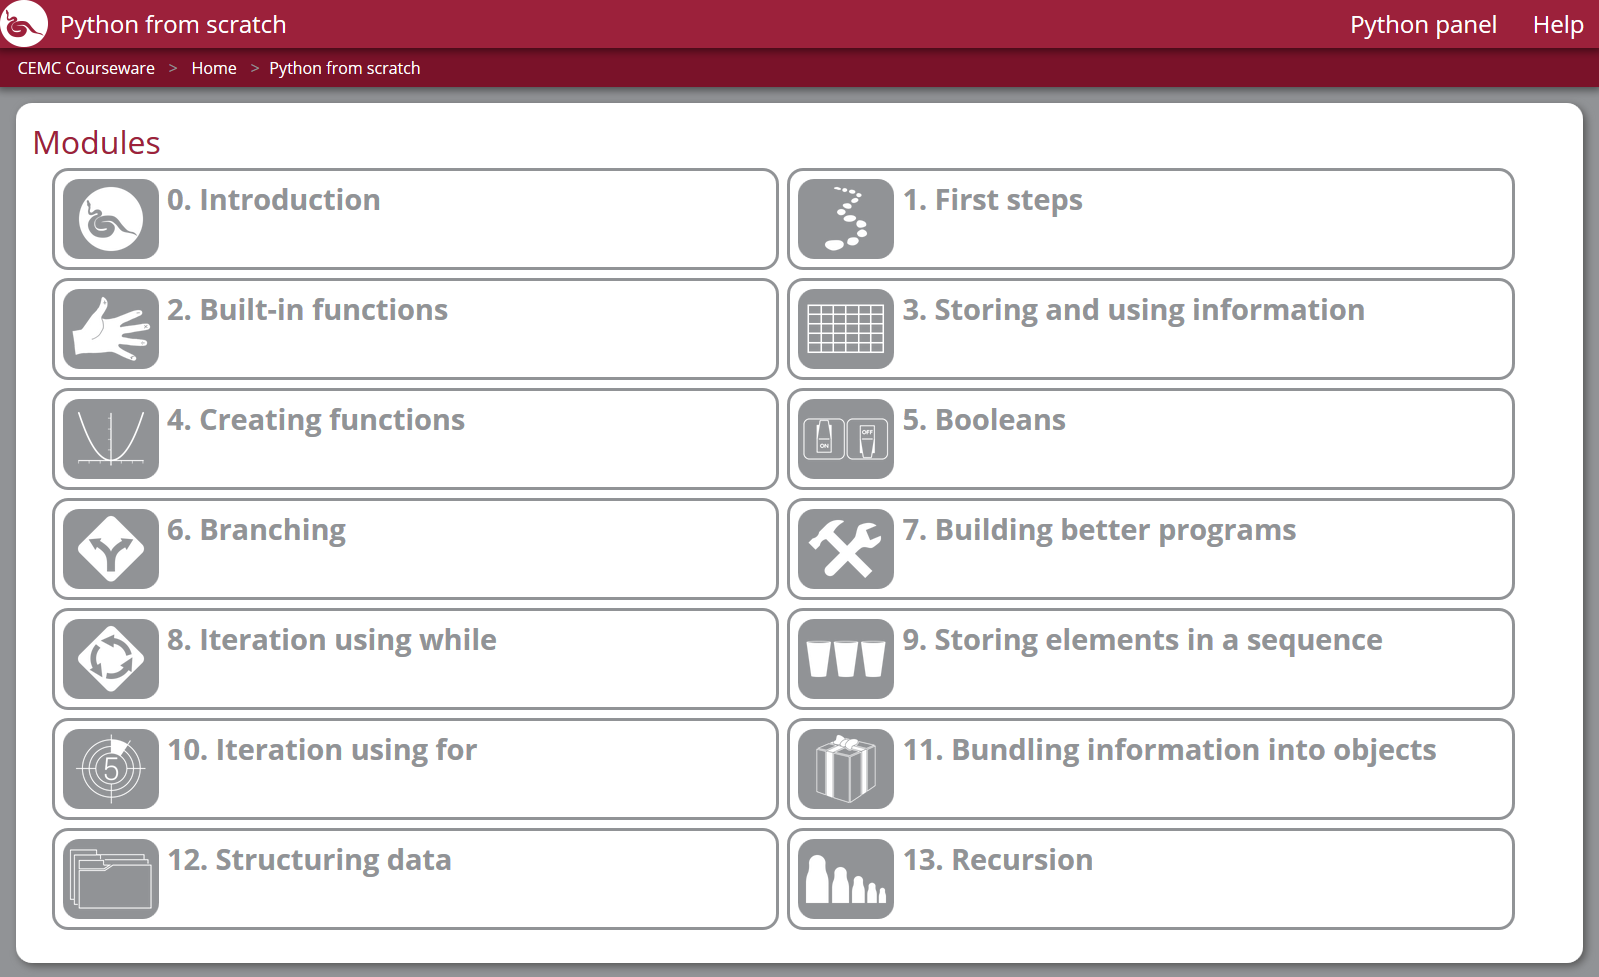 Python from scratch
Python panel
Help
CEMC Courseware > Home > Python from scratch
Modules
0. Introduction
1. First steps
2. Built-in functions
3. Storing and using information
4. Creating functions
5. Booleans
ON
OFF
6. Branching
7. Building better programs
8. Iteration using while
9. Storing elements in a sequence
5
10. Iteration using for
11. Bundling information into objects
12. Structuring data
13. Recursion